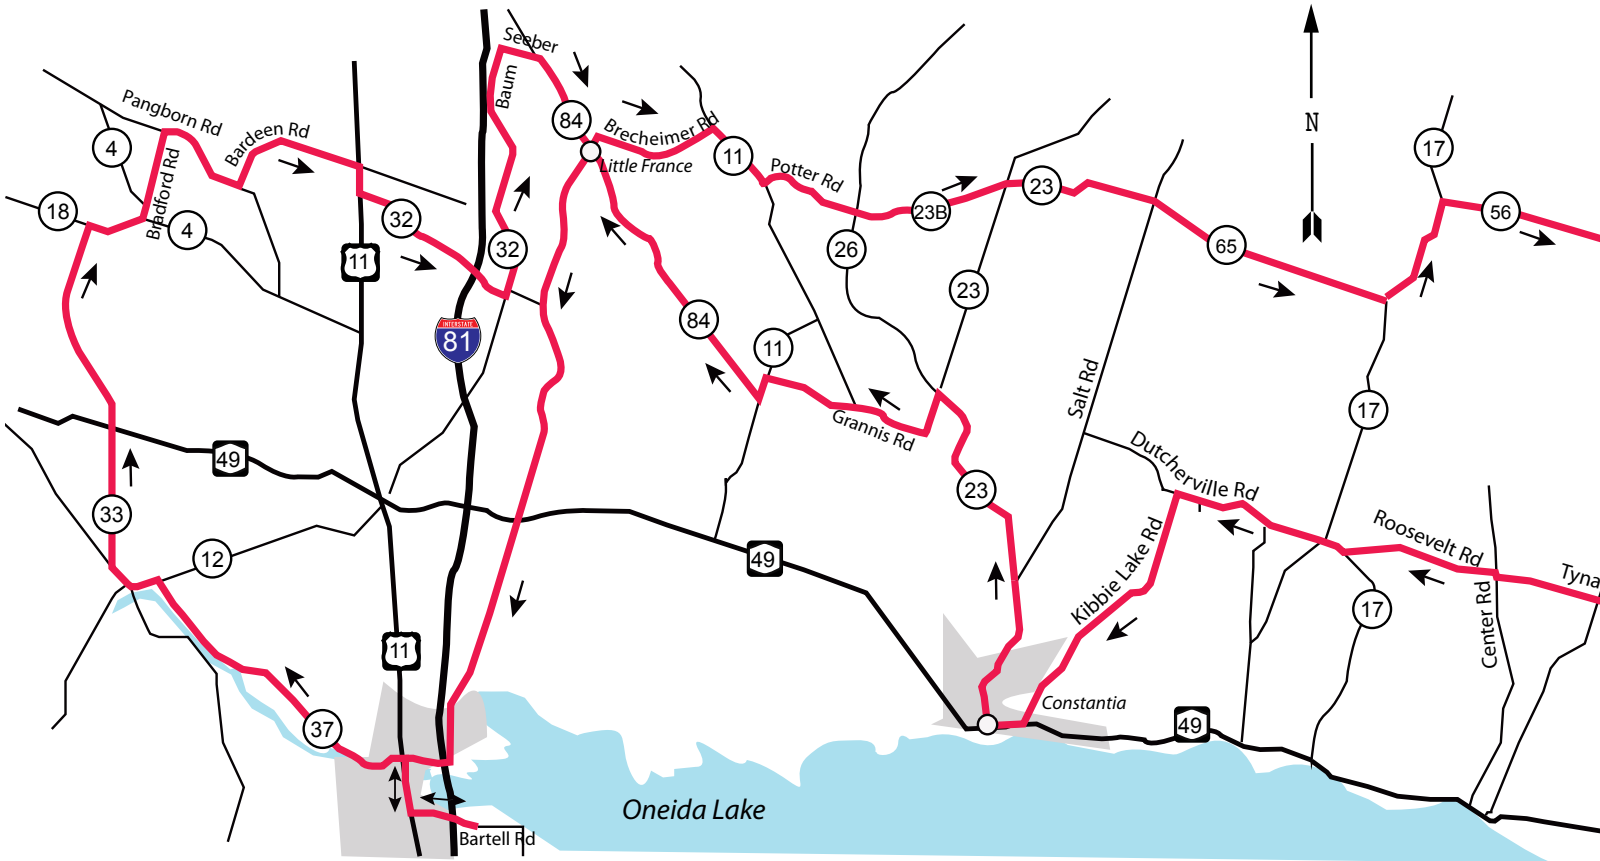 Seeber
Baum
Pangborn Rd
Bardeen Rd
4
84
Brecheimer Rd
Little France
11
Potter Rd
N
17
18
Bradford Rd
4
32
32
23B
23
56
11
26
65
23
INTERSTATE
81
84
11
Salt Rd
17
Grannis Rd
49
Dutcherville Rd
23
33
12
49
Kibbie Lake Rd
Roosevelt Rd
Tyna
17
Center Rd
11
37
Constantia
49
Oneida Lake
Bartell Rd